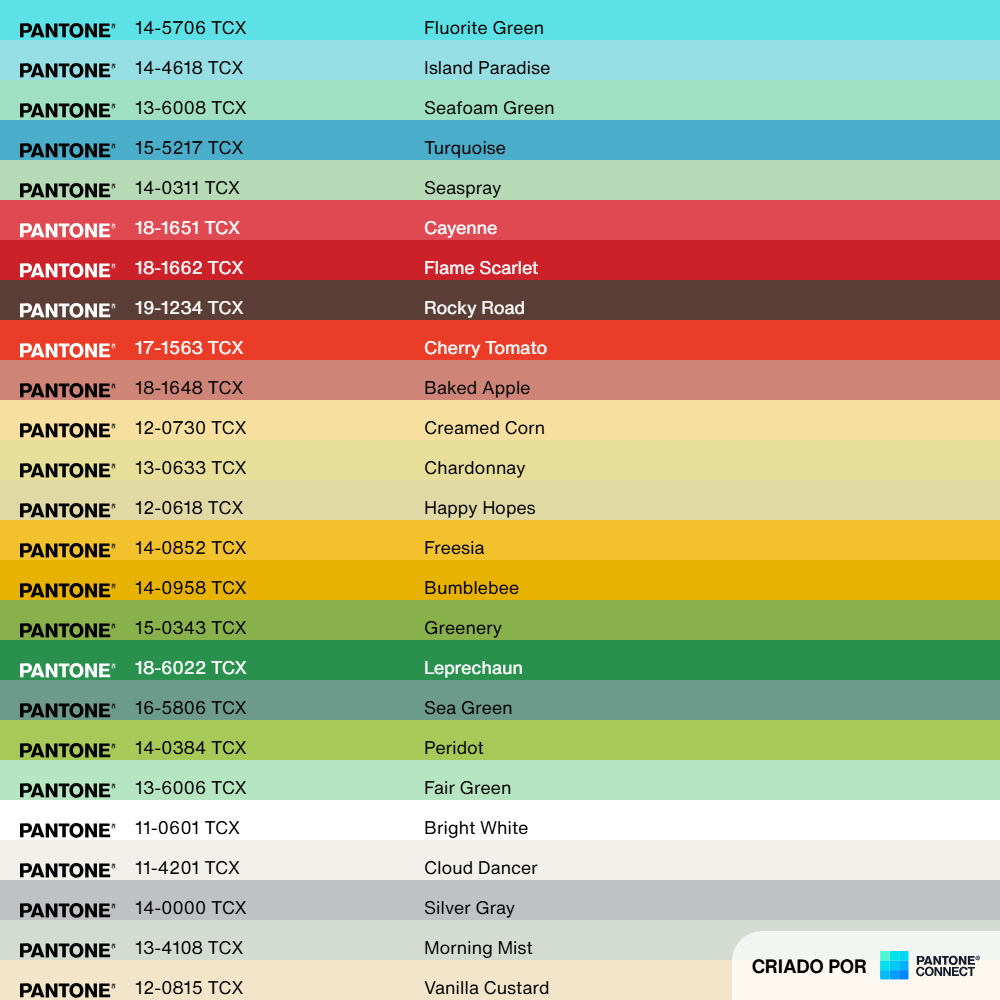 PANTONE® 14-5706 TCX Fluorite Green
PANTONE® 14-4618 TCX Island Paradise
PANTONE® 13-6008 TCX Seafoam Green
PANTONE® 15-5217 TCX Turquoise
PANTONE® 14-0311 TCX Seaspray
PANTONE® 18-1651 TCX Cayenne
PANTONE® 18-1662 TCX Flame Scarlet
PANTONE® 19-1234 TCX Rocky Road
PANTONE® 17-1563 TCX Cherry Tomato
PANTONE® 18-1648 TCX Baked Apple
PANTONE® 12-0730 TCX Creamed Corn
PANTONE® 13-0633 TCX Chardonnay
PANTONE® 12-0618 TCX Happy Hopes
PANTONE® 14-0852 TCX Freesia
PANTONE® 14-0958 TCX Bumblebee
PANTONE® 15-0343 TCX Greenery
PANTONE® 18-6022 TCX Leprechaun
PANTONE® 16-5806 TCX Sea Green
PANTONE® 14-0384 TCX Peridot
PANTONE® 13-6006 TCX Fair Green
PANTONE® 11-0601 TCX Bright White
PANTONE® 11-4201 TCX Cloud Dancer
PANTONE® 14-0000 TCX Silver Gray
PANTONE® 13-4108 TCX Morning Mist
PANTONE® 12-0815 TCX Vanilla Custard
CRIADO POR
PANTONE®
CONNECT